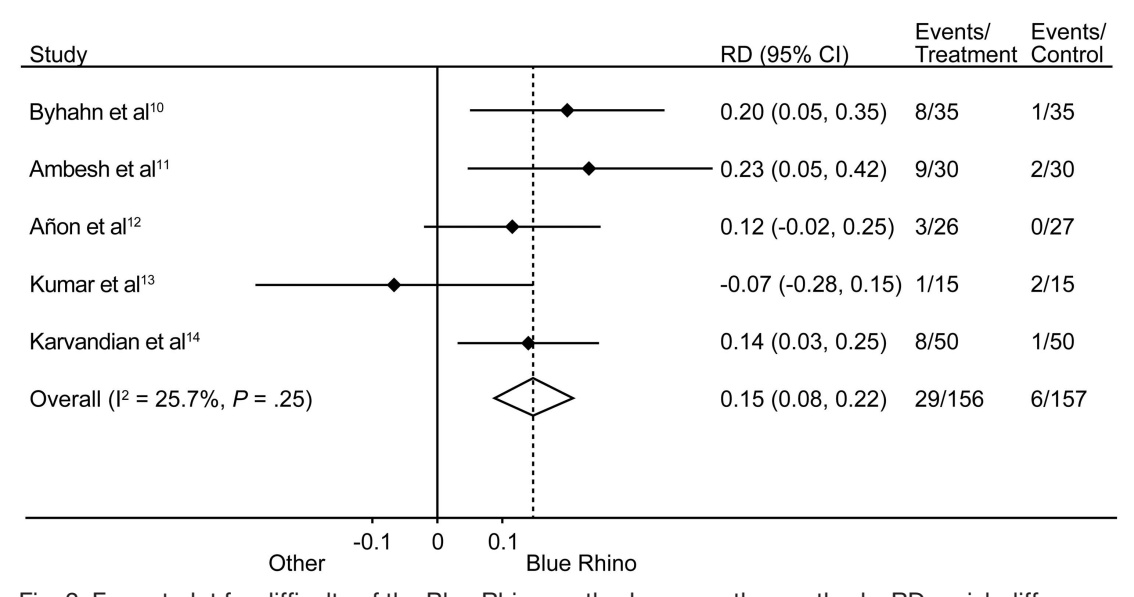 Study RD (95% CI) Events/Treatment Events/Control
Byhahn et al10 0.20 (0.05, 0.35) 8/35 1/35
Ambesh et al11 0.23 (0.05, 0.42) 9/30 2/30
Añon et al12 0.12 (-0.02, 0.25) 3/26 0/27
Kumar et al13 -0.07 (-0.28, 0.15) 1/15 2/15
Karvandian et al14 0.14 (0.03, 0.25) 8/50 1/50
Overall (I2 = 25.7%, P = .25) 0.15 (0.08, 0.22) 29/156 6/157
-0.1 0 0.1
Other Blue Rhino